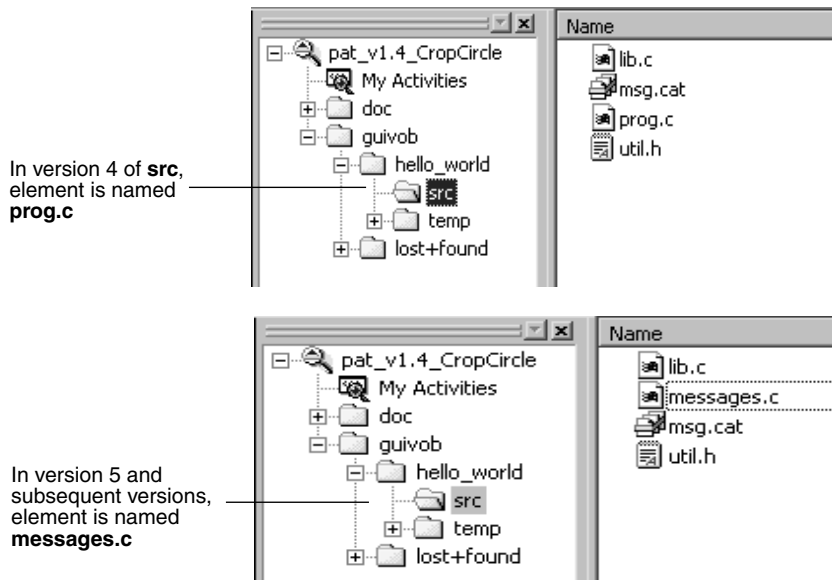 Name
pat_v1.4_CropCircle
My Activities
doc
guivob
hello_world
src
temp
lost+found
lib.c
msg.cat
prog.c
util.h
In version 4 of src,
element is named
prog.c
Name
pat_v1.4_CropCircle
My Activities
doc
guivob
hello_world
src
temp
lost+found
lib.c
messages.c
msg.cat
util.h
In version 5 and
subsequent versions,
element is named
messages.c